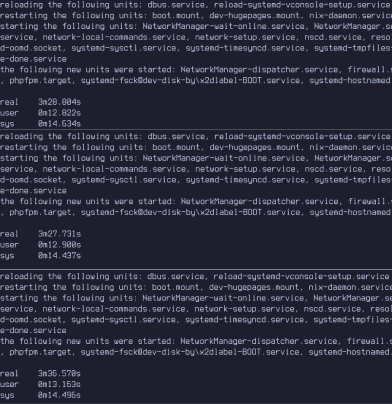 reloading the following units: dbus.service, reload-systemd-vconsole-setup.service
restarting the following units: boot.mount, dev-hugepages.mount, nix-daemon.service
starting the following units: NetworkManager-wait-online.service, NetworkManager.se
service, network-local-commands.service, network-setup.service, nscd.service, reso
d-oomd.socket, systemd-sysctl.service, systemd-timesyncd.service, systemd-tmpfiles-
e-done.service
the following new units were started: NetworkManager-dispatcher.service, firewall.s
, phpfpm.target, systemd-fsck@dev-disk-by\x2dlabel-BOOT.service, systemd-hostnamed
real 3m28.804s
user 0m12.822s
sys 0m14.634s
reloading the following units: dbus.service, reload-systemd-vconsole-setup.service
restarting the following units: boot.mount, dev-hugepages.mount, nix-daemon.service
starting the following units: NetworkManager-wait-online.service, NetworkManager.se
service, network-local-commands.service, network-setup.service, nscd.service, reso
d-oomd.socket, systemd-sysctl.service, systemd-timesyncd.service, systemd-tmpfiles-
e-done.service
the following new units were started: NetworkManager-dispatcher.service, firewall.s
, phpfpm.target, systemd-fsck@dev-disk-by\x2dlabel-BOOT.service, systemd-hostnamed
real 3m27.731s
user 0m12.900s
sys 0m14.437s
reloading the following units: dbus.service, reload-systemd-vconsole-setup.service
restarting the following units: boot.mount, dev-hugepages.mount, nix-daemon.service
starting the following units: NetworkManager-wait-online.service, NetworkManager.se
service, network-local-commands.service, network-setup.service, nscd.service, resol
d-oomd.socket, systemd-sysctl.service, systemd-timesyncd.service, systemd-tmpfiles-
e-done.service
the following new units were started: NetworkManager-dispatcher.service, firewall.s
, phpfpm.target, systemd-fsck@dev-disk-by\x2dlabel-BOOT.service, systemd-hostnamed.
real 3m36.570s
user 0m13.163s
sys 0m14.496s